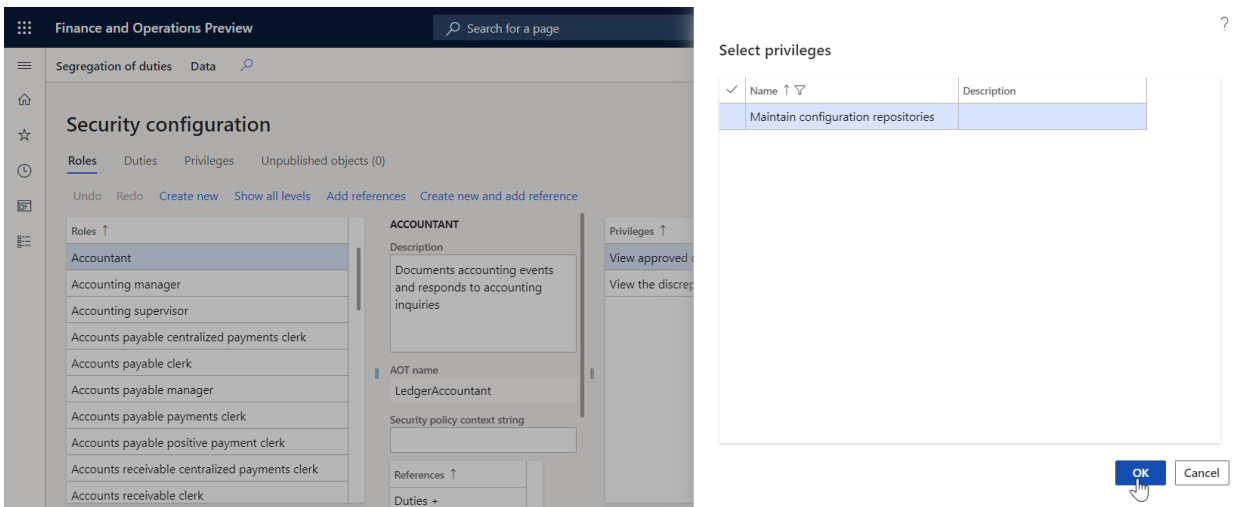 Finance and Operations Preview
Search for a page
Segregation of duties Data
Security configuration
Roles Duties Privileges Unpublished objects (0)
Undo Redo Create new Show all levels Add references Create new and add reference
Roles ↑
Accountant
Accounting manager
Accounting supervisor
Accounts payable centralized payments clerk
Accounts payable clerk
Accounts payable manager
Accounts payable payments clerk
Accounts payable positive payment clerk
Accounts receivable centralized payments clerk
Accounts receivable clerk
ACCOUNTANT
Description
Documents accounting events
and responds to accounting
inquiries
AOT name
LedgerAccountant
Security policy context string
References ↑
Duties +
Privileges ↑
View approved
View the discrep
?
Select privileges
Name ↑ Description
Maintain configuration repositories
OK Cancel